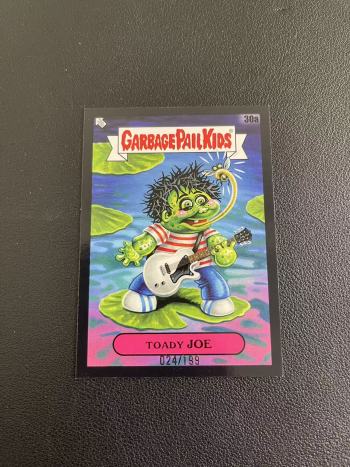 30a
GARBAGE PAIL KIDS
TOADY JOE
024/199